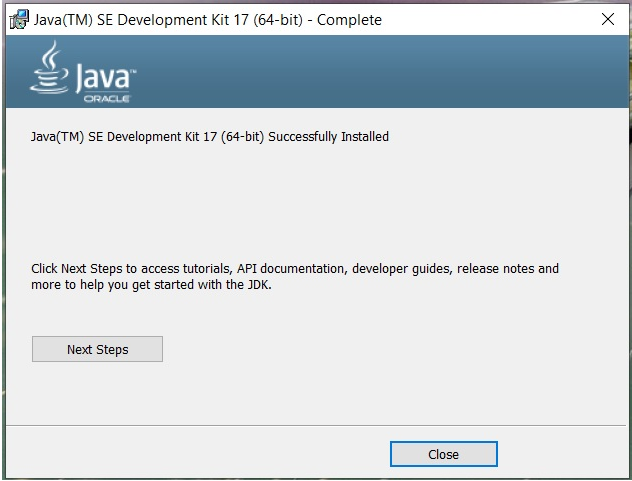 Java(TM) SE Development Kit 17 (64-bit) - Complete
Java™
ORACLE
Java(TM) SE Development Kit 17 (64-bit) Successfully Installed
Click Next Steps to access tutorials, API documentation, developer guides, release notes and
more to help you get started with the JDK.
Next Steps
Close